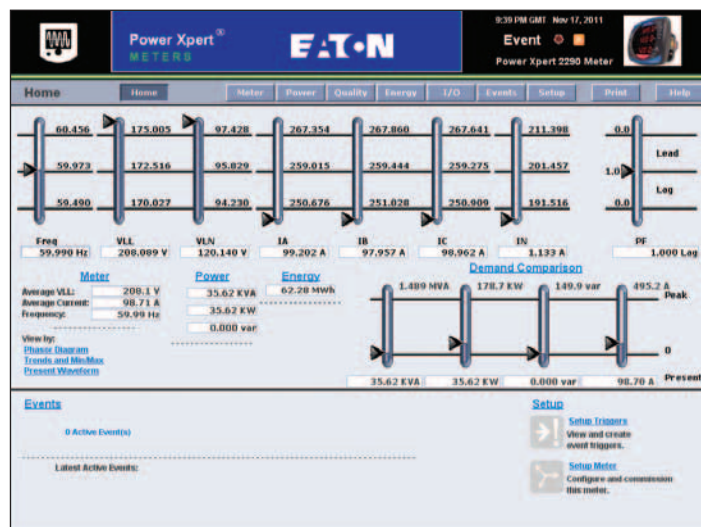 9:39 PM GMT Nov 17, 2011
Power Xpert®
METERS
EATON
Event
Power Xpert 2290 Meter
Home Home Meter Power Quality Energy I/O Events Setup Print Help
60.456 175.005 97.428 267.354 267.860 267.641 211.398 0.0
Lead
59.973 172.516 95.829 259.015 259.444 259.275 201.457 1.0
Lag
59.490 170.027 94.230 250.676 251.028 250.909 191.516 0.0
Freq VLL VLN IA IB IC IN PF
59.990 Hz 208.089 V 120.140 V 99.202 A 97.957 A 98.962 A 1.133 A 1.000 Lag
Meter Power Energy Demand Comparison
Average VLL: 208.1 V 35.62 KVA 62.28 MWh 1.489 MVA 178.7 KW 149.9 var 495.2 A Peak
Average Current: 98.71 A 35.62 KW
Frequency: 59.99 Hz 0.000 var
View by:
Phasor Diagram 0
Trends and Min/Max
Present Waveform
35.62 KVA 35.62 KW 0.000 var 98.70 A Present
Events Setup
0 Active Event(s)
Setup Triggers
View and create
event triggers.
Latest Active Events:
Setup Meter
Configure and commission
this meter.